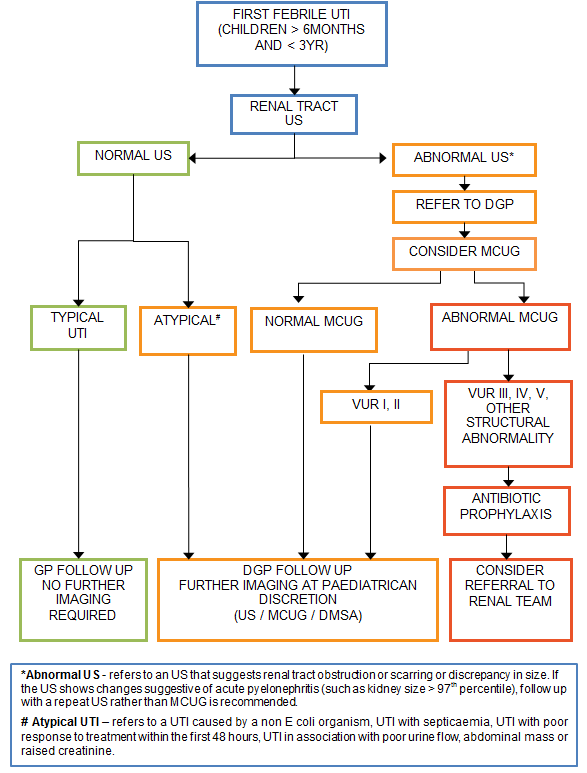 FIRST FEBRILE UTI
(CHILDREN > 6MONTHS
AND < 3YR)
RENAL TRACT
US
NORMAL US
ABNORMAL US*
REFER TO DGP
CONSIDER MCUG
TYPICAL
UTI
ATYPICAL#
NORMAL MCUG
ABNORMAL MCUG
VUR I, II
VUR III, IV, V,
OTHER
STRUCTURAL
ABNORMALITY
ANTIBIOTIC
PROPHYLAXIS
GP FOLLOW UP
NO FURTHER
IMAGING
REQUIRED
DGP FOLLOW UP
FURTHER IMAGING AT PAEDIATRICAN
DISCRETION
(US / MCUG / DMSA)
CONSIDER
REFERRAL TO
RENAL TEAM
*Abnormal US - refers to an US that suggests renal tract obstruction or scarring or discrepancy in size. If
the US shows changes suggestive of acute pyelonephritis (such as kidney size > 97th percentile), follow up
with a repeat US rather than MCUG is recommended.
# Atypical UTI – refers to a UTI caused by a non E coli organism, UTI with septicaemia, UTI with poor
response to treatment within the first 48 hours, UTI in association with poor urine flow, abdominal mass or
raised creatinine.